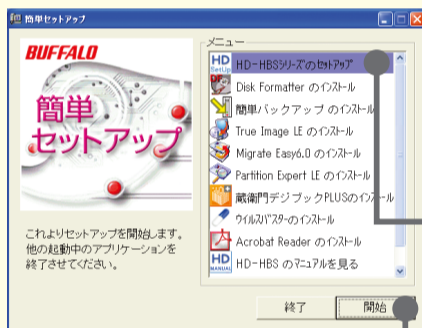 簡単セットアップ
BUFFALO
簡単
セットアップ
これよりセットアップを開始します。
他の起動中のアプリケーションを
終了させてください。
メニュー
HD-HBSシリーズのセットアップ
Disk Formatter のインストール
簡単バックアップ のインストール
True Image LE のインストール
Migrate Easy6.0 のインストール
Partition Expert LE のインストール
蔵衛門デジブックPLUSのインストール
ウイルスバスターのインストール
Acrobat Reader のインストール
HD-HBS のマニュアルを見る
終了
開始